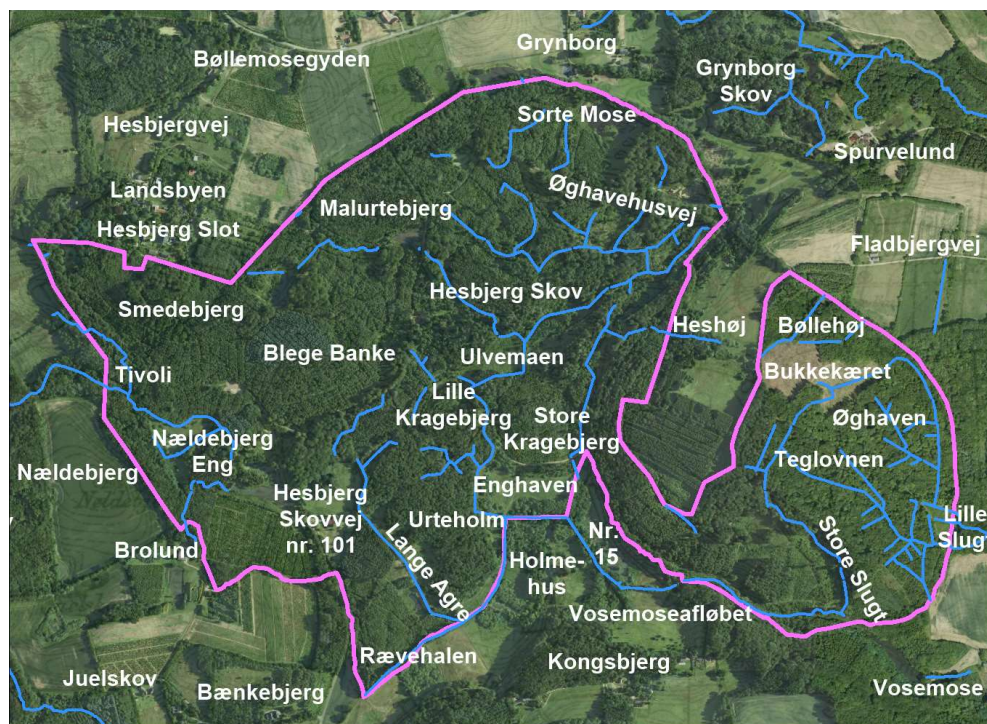 Grynborg
Bøllemosegyden
Grynborg
Skov
Sorte Mose
Hesbjergvej
Spurvelund
Landsbyen
Øghavehusvej
Malurtebjerg
Hesbjerg Slot
Fladbjergvej
Hesbjerg Skov
Smedebjerg
Heshøj
Bøllehøj
Blege Banke
Ulvemaen
Tivoli
Bukkekæret
Lille
Kragebjerg
Store
Kragebjerg
Øghaven
Nældebjerg
Eng
Teglovnen
Nældebjerg
Enghaven
Hesbjerg
Skovvej
nr. 101
Urteholm
Lille
Slugt
Nr.
15
Store Slugt
Brolund
Lange Agre
Holme-
hus
Vosemoseafløbet
Rævehalen
Kongsbjerg
Juelskov
Bænkebjerg
Vosemose